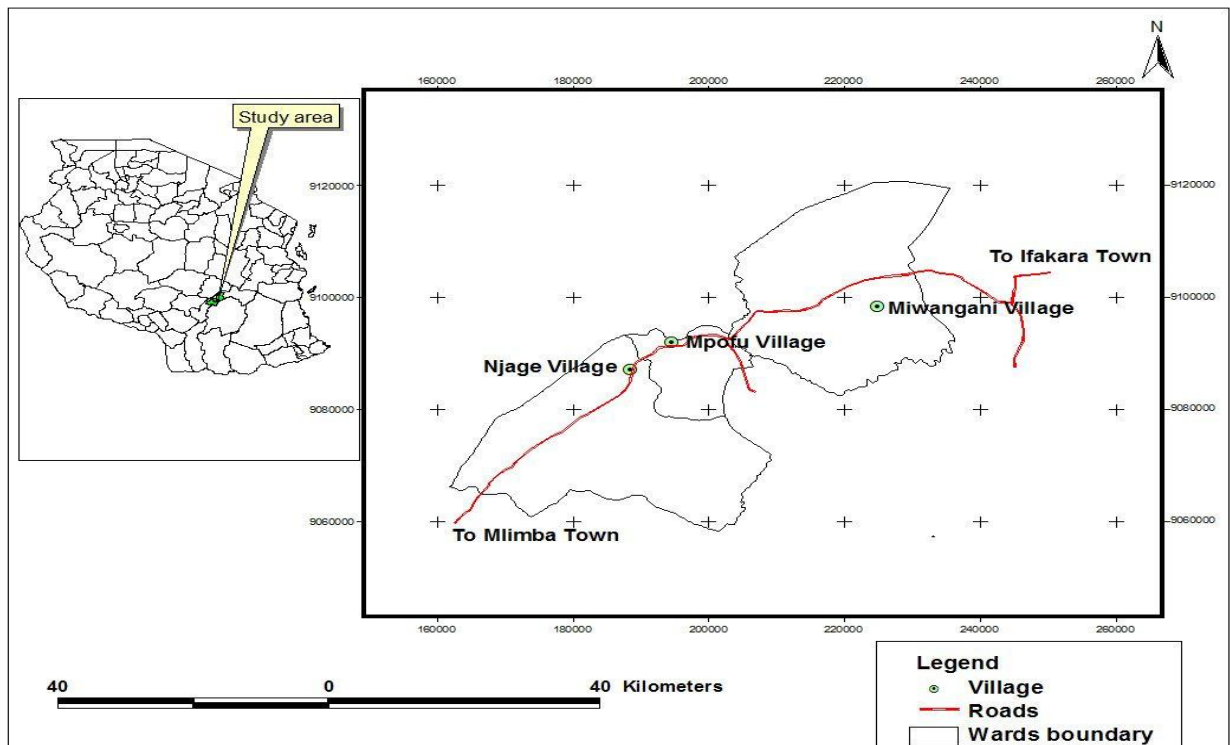 N
160000 180000 200000 220000 240000 260000
Study area
9120000 9120000
To Ifakara Town
9100000 9100000
Miwangani Village
Mpofu Village
Njage Village
9080000 9080000
9060000 9060000
To Mlimba Town
160000 180000 200000 220000 240000 260000
Legend
40 0 40 Kilometers
Village
Roads
Wards boundary